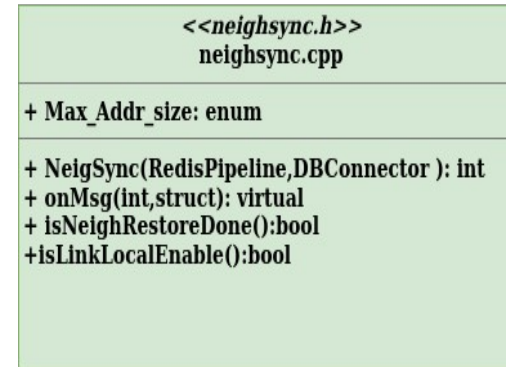 <<neighsync.h>>
neighsync.cpp
+ Max_Addr_size: enum
+ NeigSync(RedisPipeline,DBConnector ): int
+ onMsg(int,struct): virtual
+ isNeighRestoreDone():bool
+isLinkLocalEnable():bool